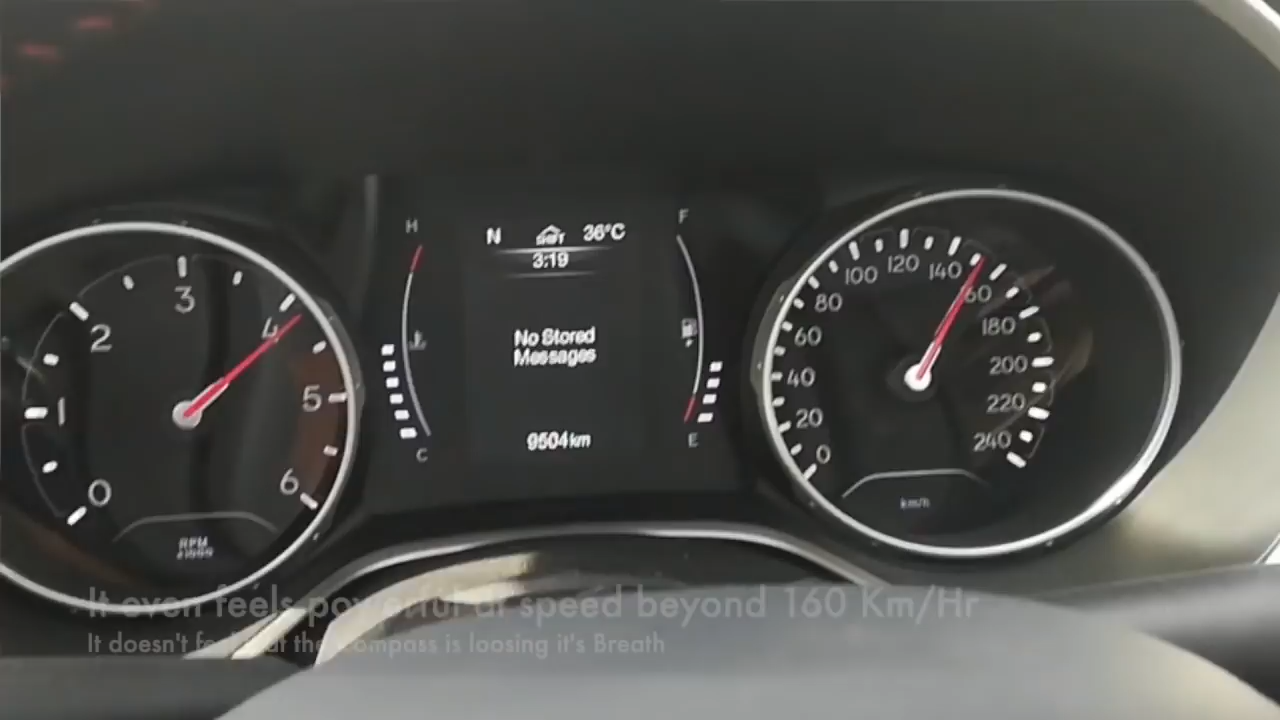 H
F
N SHIFT 36°C
3:19
No Stored
Messages
9504 km
C
E
0
1
2
3
4
5
6
RPM
0
20
40
60
80
100
120
140
160
180
200
220
240
km/h
It even feels powerful at speed beyond 160 Km/Hr
It doesn't feel that the Compass is loosing it's Breath